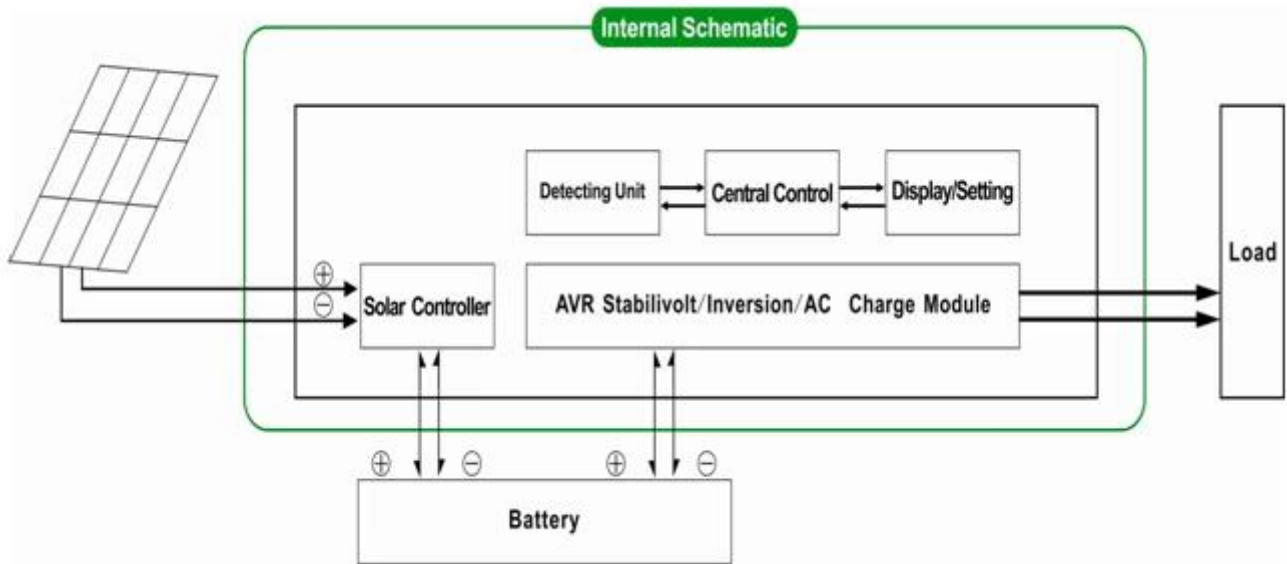 Internal Schematic
Detecting Unit
Central Control
Display/Setting
Load
⊕
⊖
Solar Controller
AVR Stabilivolt/Inversion/AC Charge Module
⊕ ⊖ ⊕ ⊖
Battery